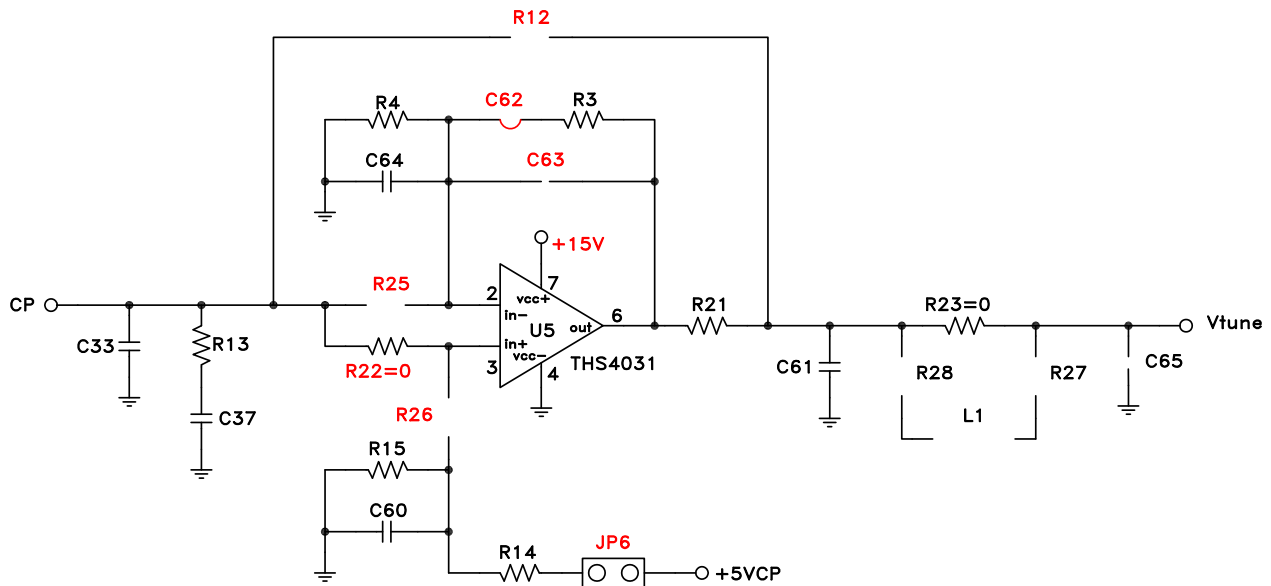 R12
R4
C62
R3
C64
C63
+15V
7
CP
R25
2
vcc+
in-
U5
out
6
R21
R23=0
Vtune
C33
R13
in+
vcc-
3
R22=0
4
THS4031
C61
R28
R27
C65
C37
R26
L1
R15
C60
R14
JP6
+5VCP